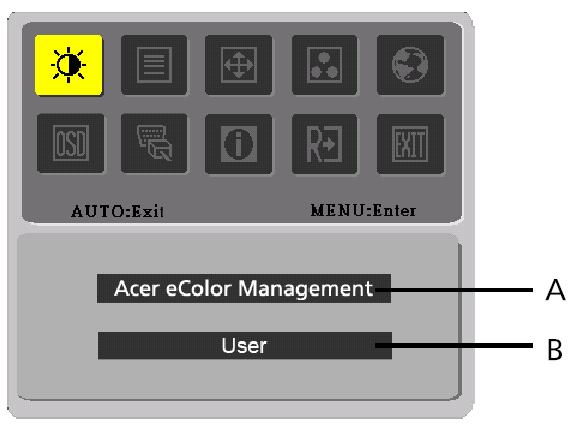 OSD
i
R
EXIT
AUTO:Exit MENU:Enter
Acer eColor Management A
User B